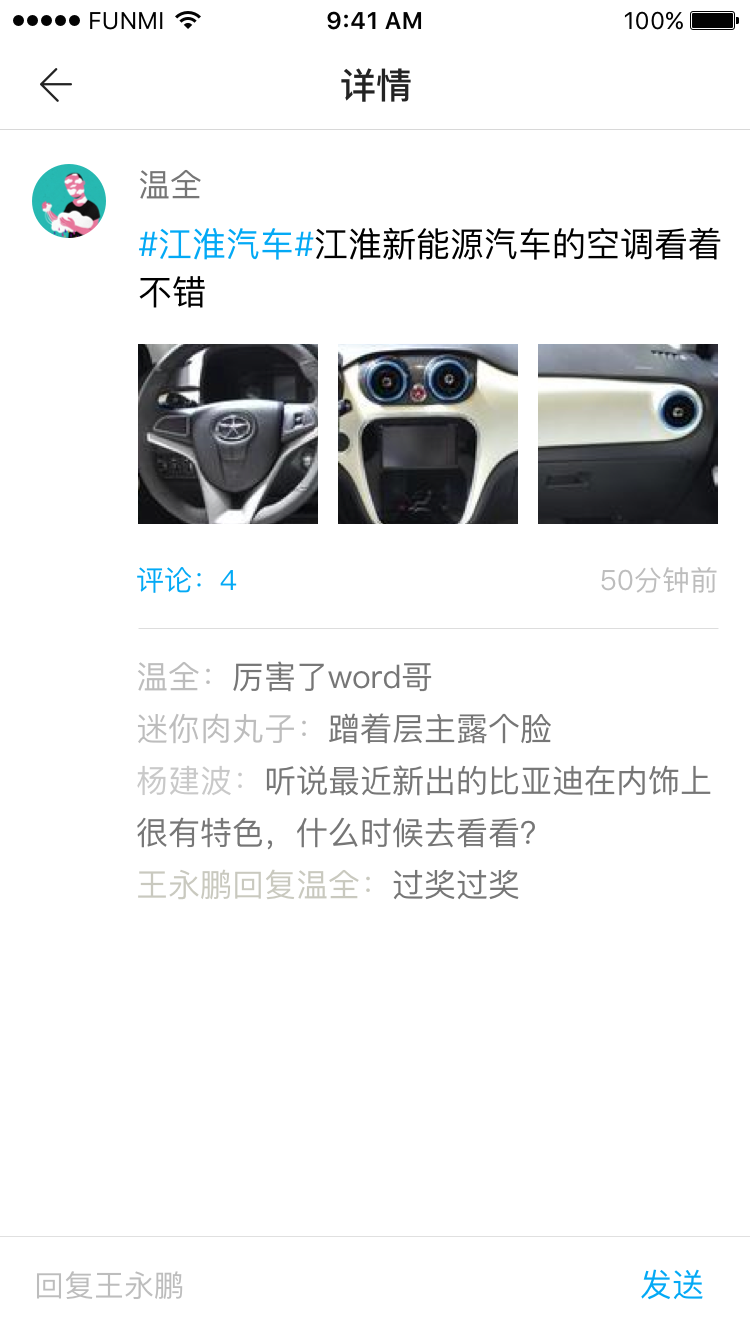 FUNMI 9:41 AM 100%
详情
温全
#江淮汽车#江淮新能源汽车的空调看着
不错
评论：4 50分钟前
温全：厉害了word哥
迷你肉丸子：蹭着层主露个脸
杨建波：听说最近新出的比亚迪在内饰上
很有特色，什么时候去看看？
王永鹏回复温全：过奖过奖
回复王永鹏 发送